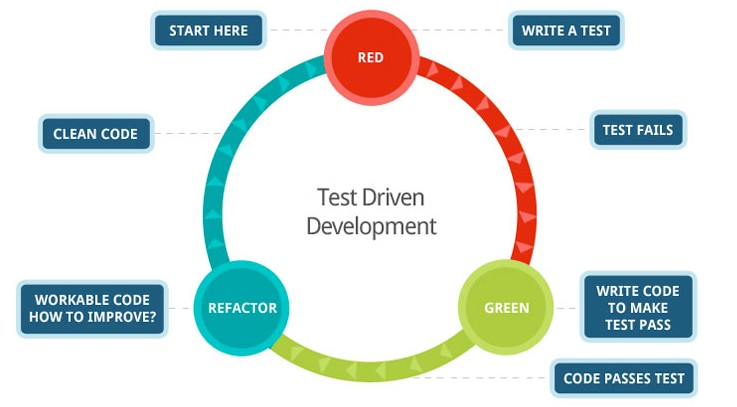 START HERE
RED
WRITE A TEST
CLEAN CODE
TEST FAILS
Test Driven
Development
WORKABLE CODE
HOW TO IMPROVE?
REFACTOR
GREEN
WRITE CODE
TO MAKE
TEST PASS
CODE PASSES TEST